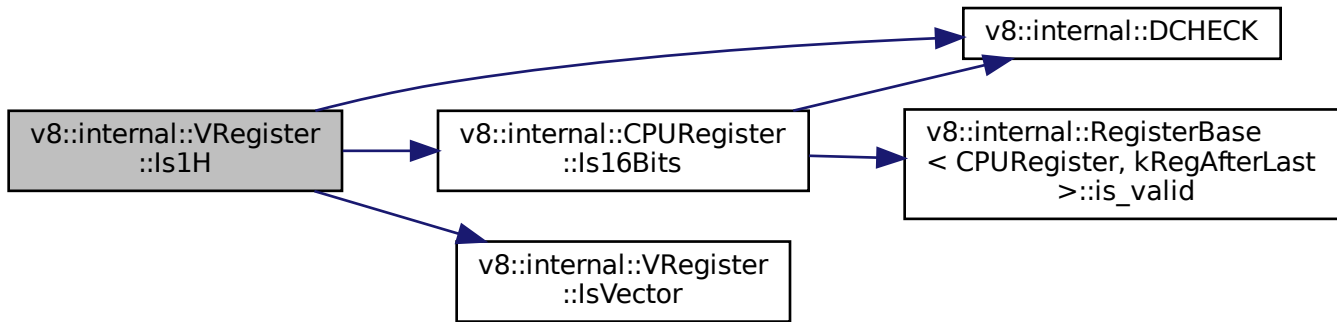 v8::internal::VRegister
::Is1H
v8::internal::CPURegister
::Is16Bits
v8::internal::VRegister
::IsVector
v8::internal::DCHECK
v8::internal::RegisterBase
< CPURegister, kRegAfterLast
>::is_valid